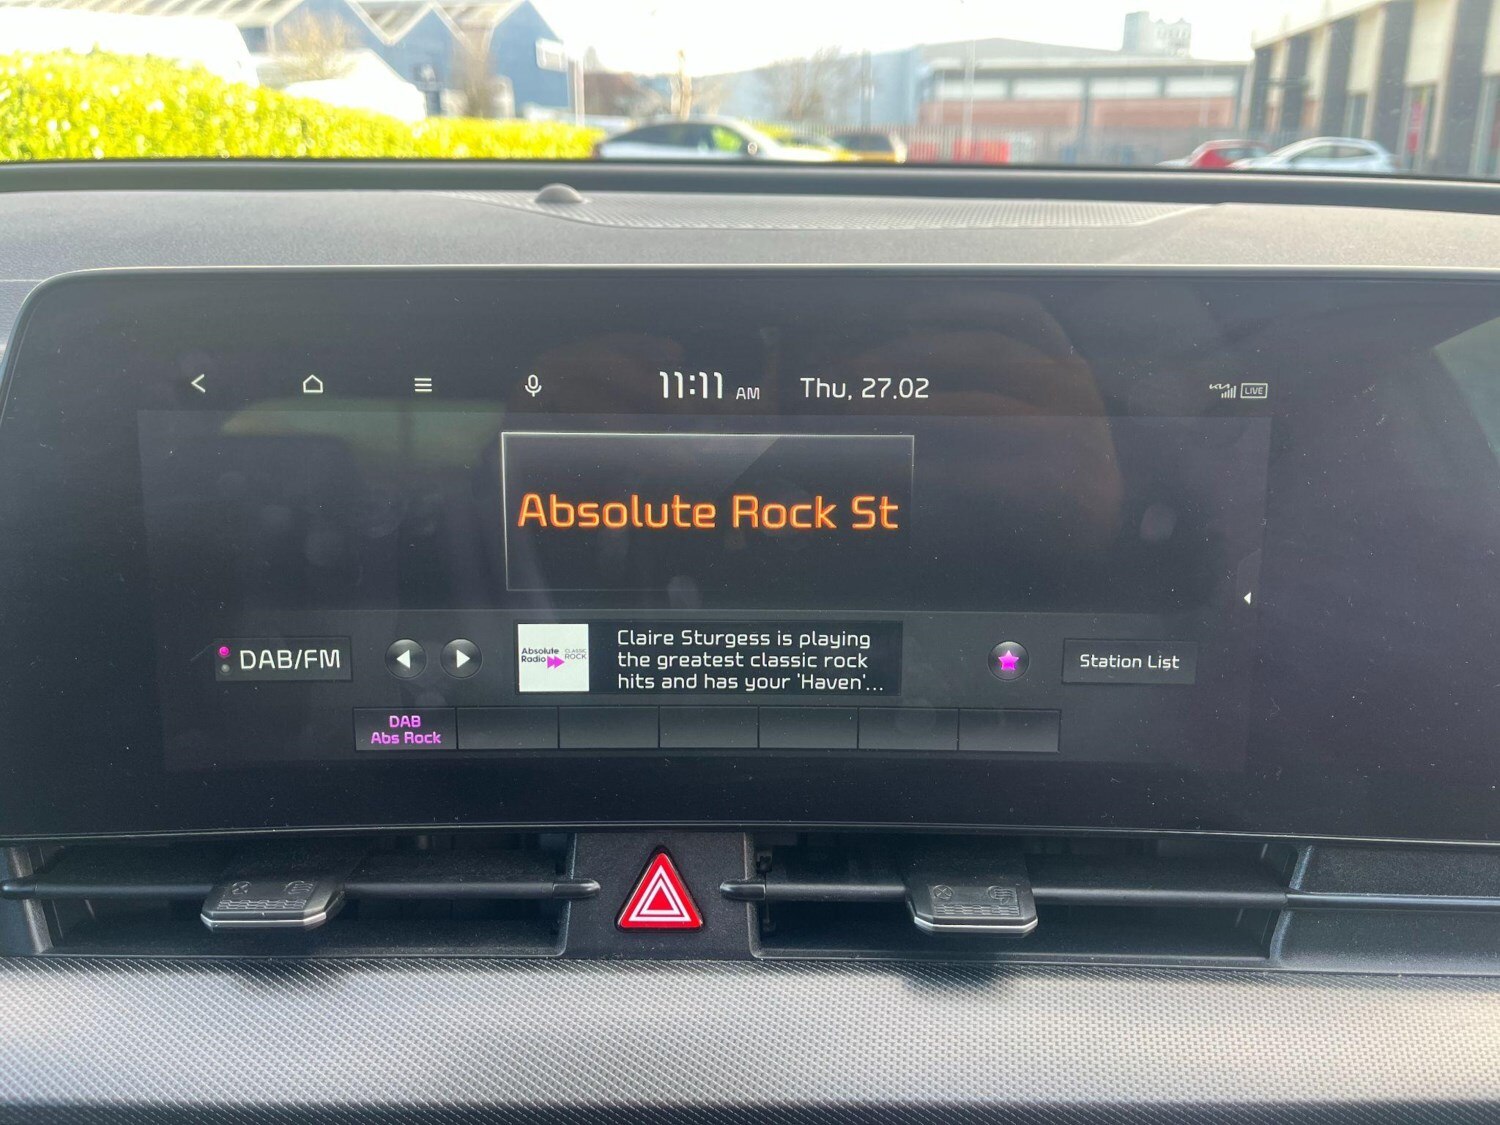 11:11 AM Thu, 27.02
LIVE
Absolute Rock St
DAB/FM
Absolute
Radio
CLASSIC
ROCK
Claire Sturgess is playing
the greatest classic rock
hits and has your 'Haven'...
Station List
DAB
Abs Rock